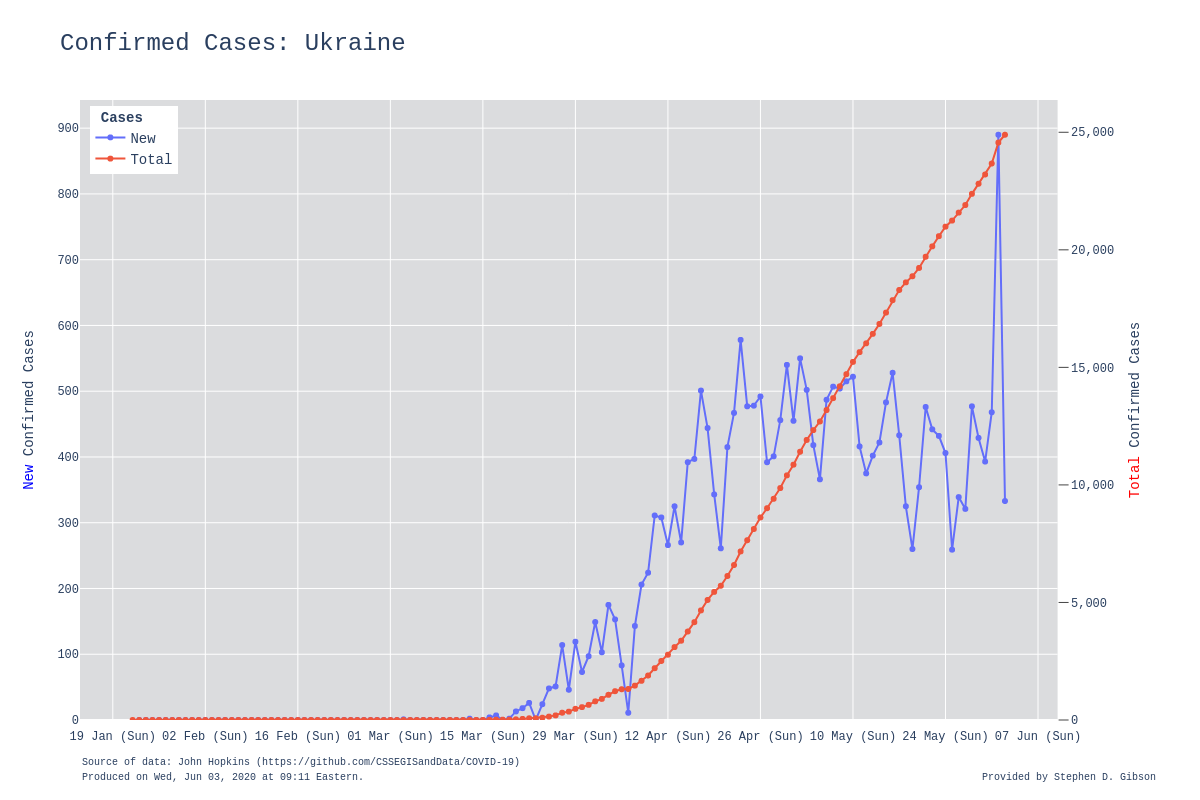 Confirmed Cases: Ukraine
Cases
New
Total
900
800
700
600
500
400
300
200
100
0
25,000
20,000
15,000
10,000
5,000
0
New Confirmed Cases
Total Confirmed Cases
19 Jan (Sun) 02 Feb (Sun) 16 Feb (Sun) 01 Mar (Sun) 15 Mar (Sun) 29 Mar (Sun) 12 Apr (Sun) 26 Apr (Sun) 10 May (Sun) 24 May (Sun) 07 Jun (Sun)
Source of data: John Hopkins (https://github.com/CSSEGISandData/COVID-19)
Produced on Wed, Jun 03, 2020 at 09:11 Eastern.
Provided by Stephen D. Gibson